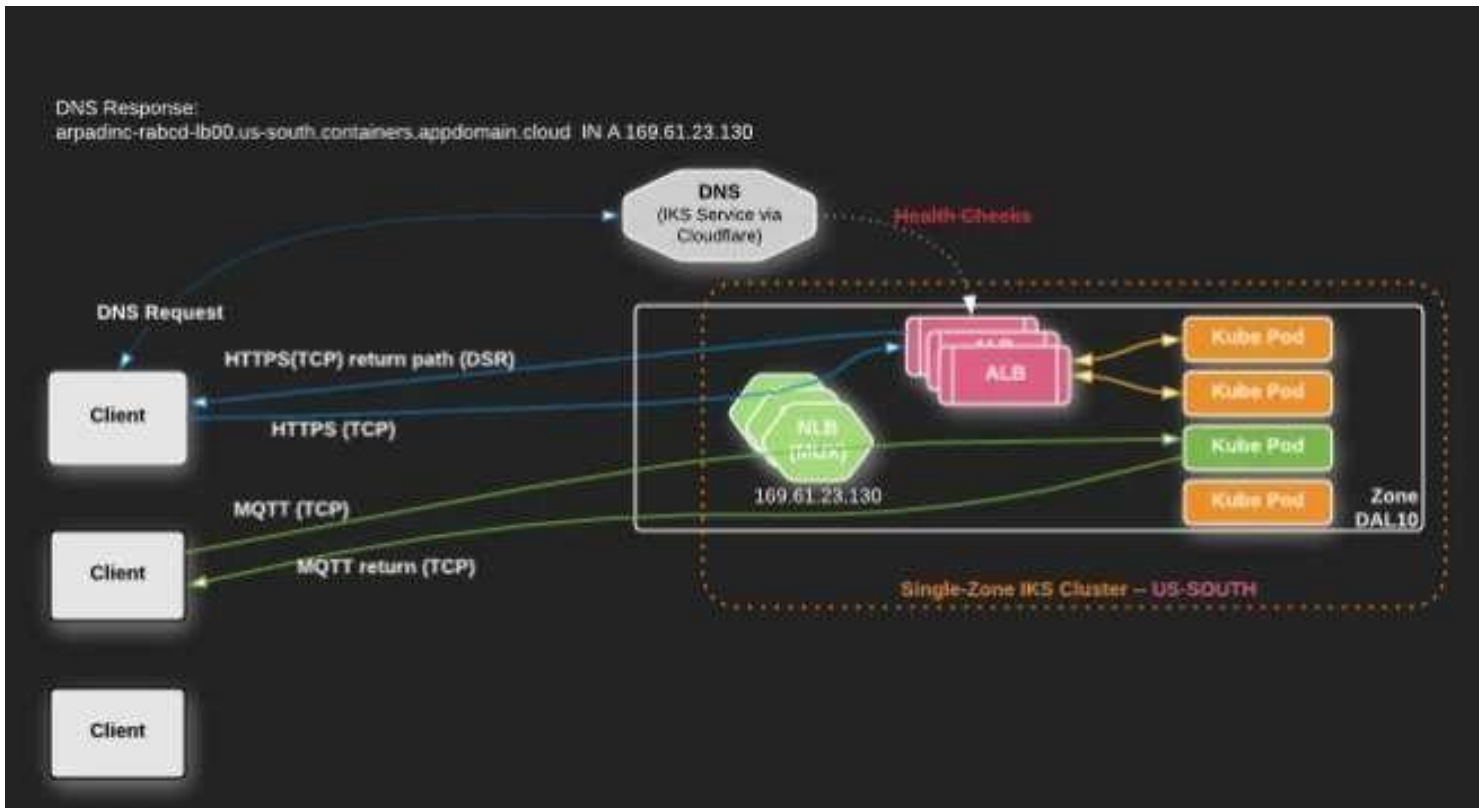 DNS Response:
arpadinc-rabcd-lb00.us-south.containers.appdomain.cloud IN A 169.61.23.130
DNS
(IKS Service via
Cloudflare)
Health Checks
DNS Request
HTTPS(TCP) return path (DSR)
Client
HTTPS (TCP)
ALB
ALB
Kube Pod
Kube Pod
Kube Pod
Kube Pod
NLB
(MUX)
169.61.23.130
Zone
DAL10
MQTT (TCP)
Client
MQTT return (TCP)
Single-Zone IKS Cluster – US-SOUTH
Client